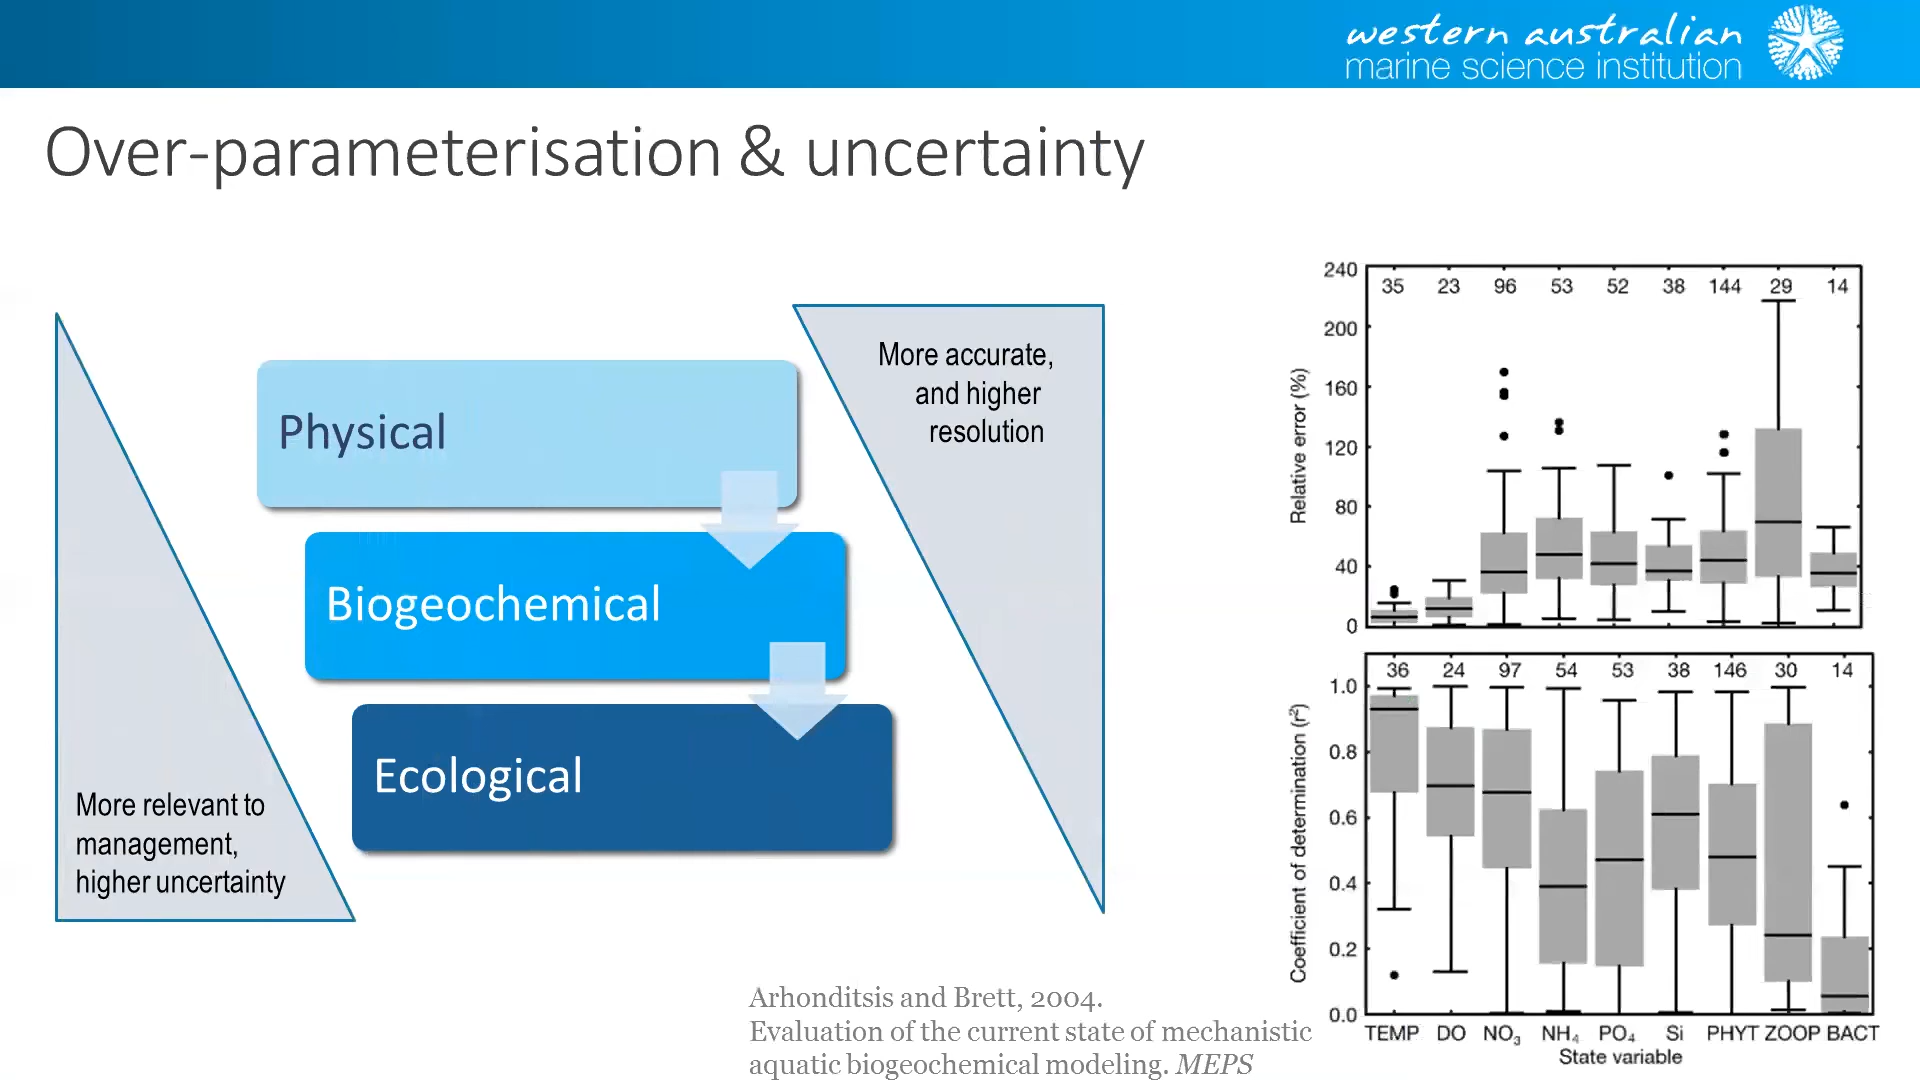 western australian
marine science institution
Over-parameterisation & uncertainty
More accurate,
and higher
resolution
Physical
Biogeochemical
Ecological
More relevant to
management,
higher uncertainty
240
200
160
120
80
40
0
Relative error (%)
35 23 96 53 52 38 144 29 14
1.0
0.8
0.6
0.4
0.2
0.0
Coefficient of determination (r²)
36 24 97 54 53 38 146 30 14
TEMP DO NO₃ NH₄ PO₄ Si PHYT ZOOP BACT
State variable
Arhonditsis and Brett, 2004.
Evaluation of the current state of mechanistic
aquatic biogeochemical modeling. MEPS